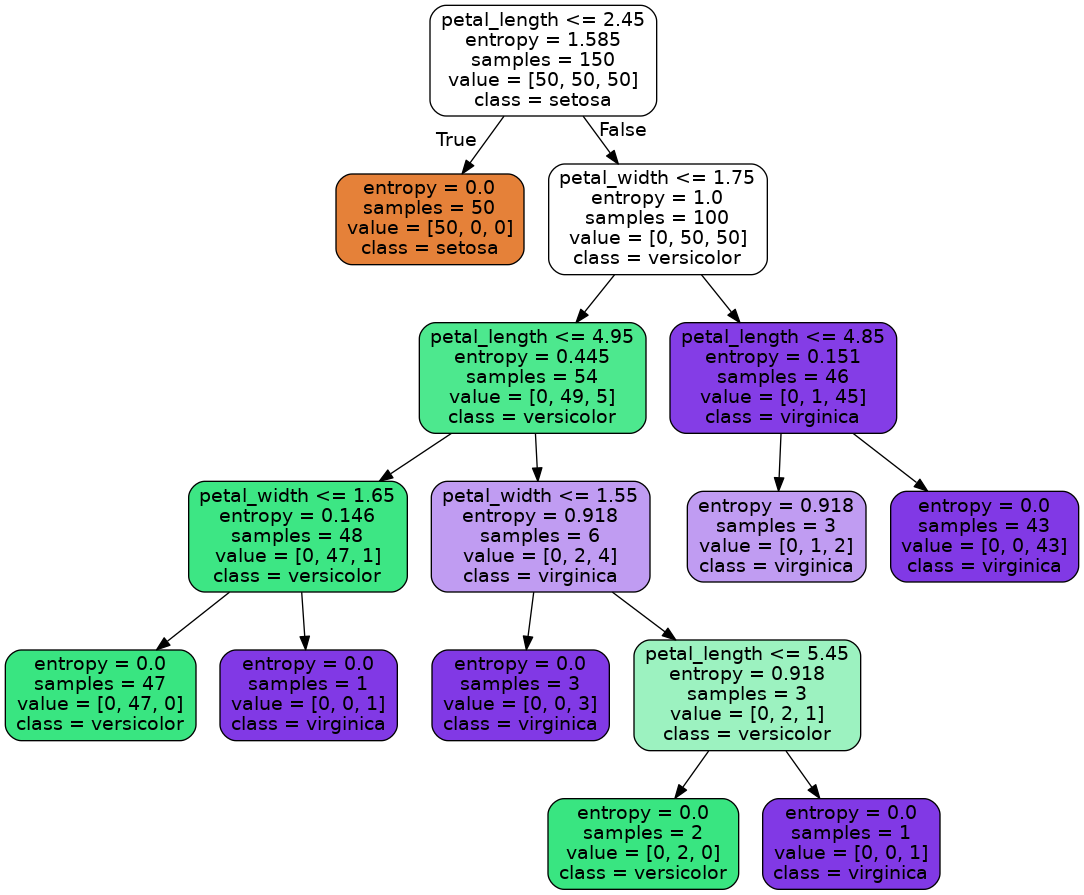 petal_length <= 2.45
entropy = 1.585
samples = 150
value = [50, 50, 50]
class = setosa
True
False
entropy = 0.0
samples = 50
value = [50, 0, 0]
class = setosa
petal_width <= 1.75
entropy = 1.0
samples = 100
value = [0, 50, 50]
class = versicolor
petal_length <= 4.95
entropy = 0.445
samples = 54
value = [0, 49, 5]
class = versicolor
petal_length <= 4.85
entropy = 0.151
samples = 46
value = [0, 1, 45]
class = virginica
petal_width <= 1.65
entropy = 0.146
samples = 48
value = [0, 47, 1]
class = versicolor
petal_width <= 1.55
entropy = 0.918
samples = 6
value = [0, 2, 4]
class = virginica
entropy = 0.918
samples = 3
value = [0, 1, 2]
class = virginica
entropy = 0.0
samples = 43
value = [0, 0, 43]
class = virginica
entropy = 0.0
samples = 47
value = [0, 47, 0]
class = versicolor
entropy = 0.0
samples = 1
value = [0, 0, 1]
class = virginica
entropy = 0.0
samples = 3
value = [0, 0, 3]
class = virginica
petal_length <= 5.45
entropy = 0.918
samples = 3
value = [0, 2, 1]
class = versicolor
entropy = 0.0
samples = 2
value = [0, 2, 0]
class = versicolor
entropy = 0.0
samples = 1
value = [0, 0, 1]
class = virginica